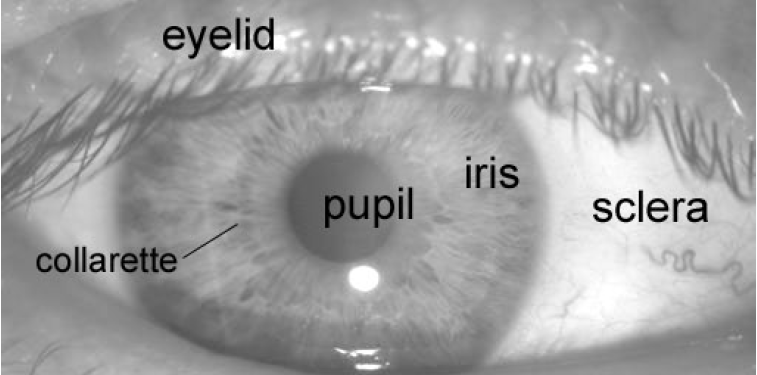 eyelid
iris
pupil
sclera
collarette